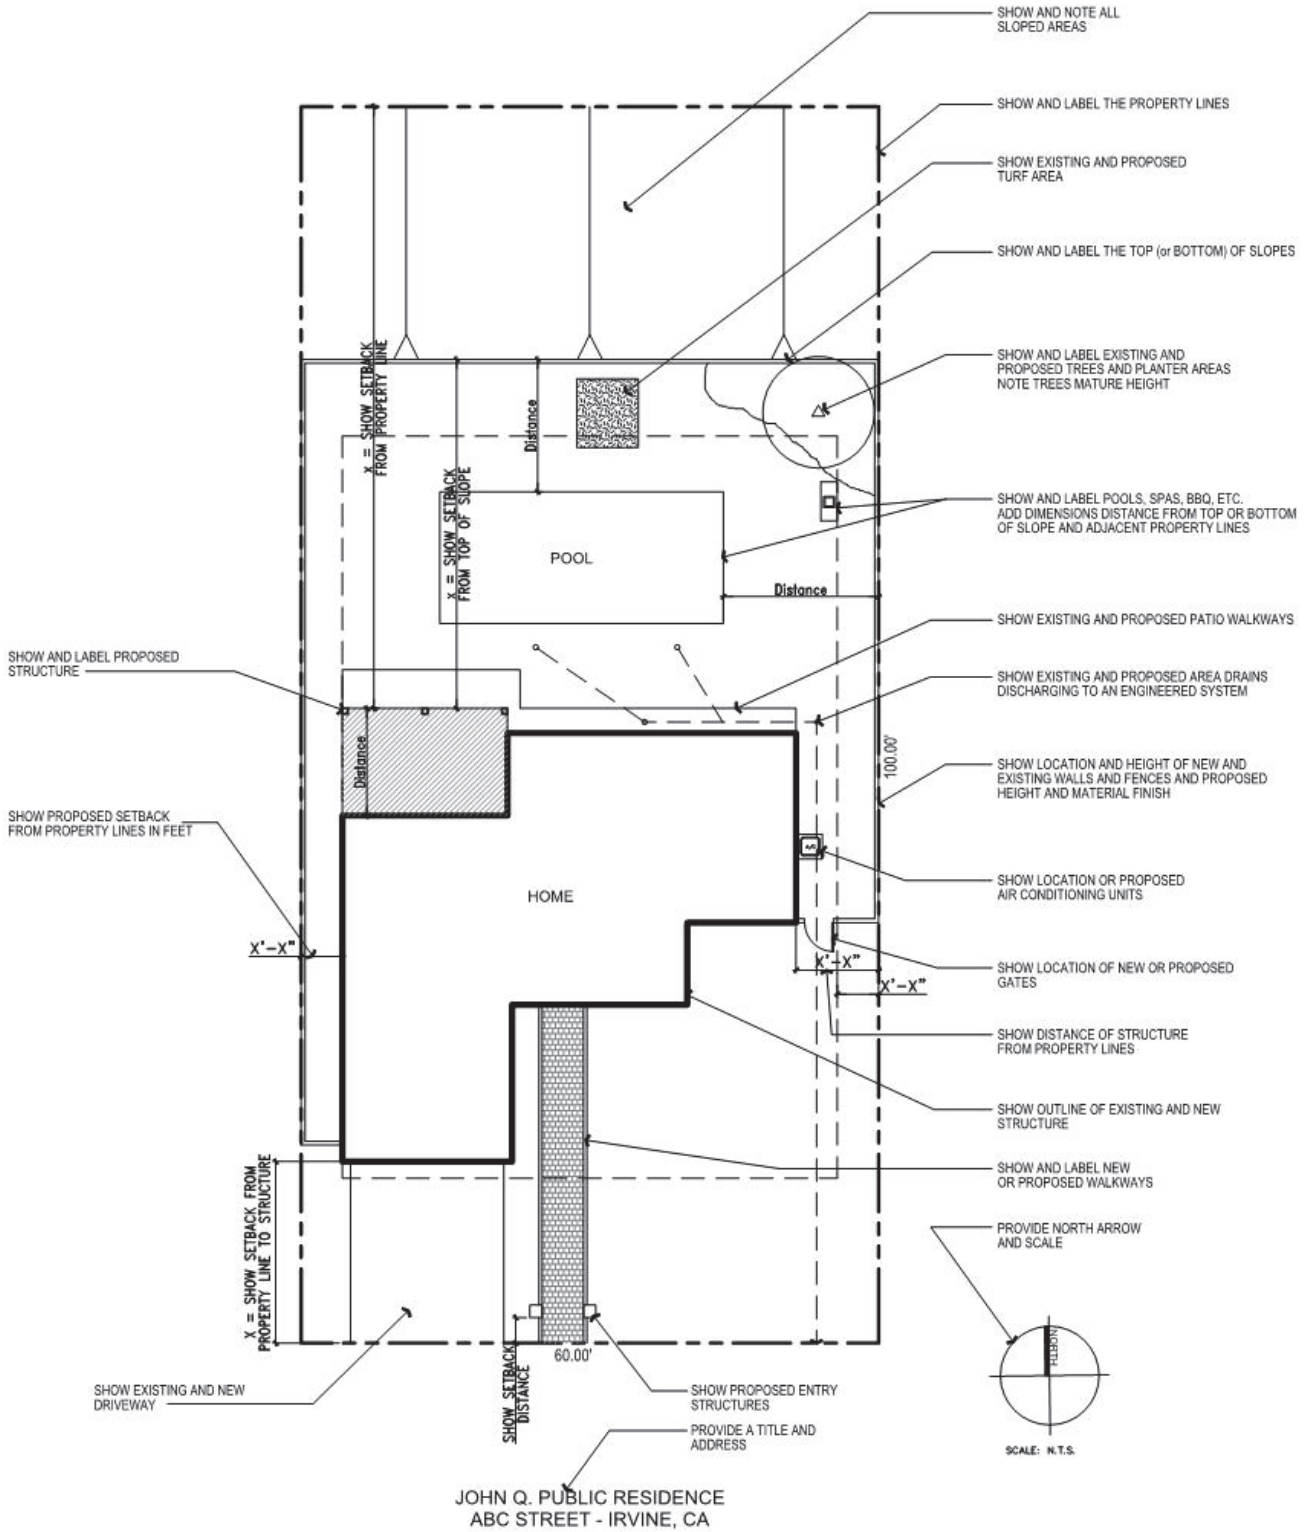 SHOW AND NOTE ALL
SLOPED AREAS
SHOW AND LABEL THE PROPERTY LINES
SHOW EXISTING AND PROPOSED
TURF AREA
SHOW AND LABEL THE TOP (or BOTTOM) OF SLOPES
X = SHOW SETBACK
FROM PROPERTY LINE
SHOW AND LABEL EXISTING AND
PROPOSED TREES AND PLANTER AREAS
NOTE TREES MATURE HEIGHT
Distance
X = SHOW SETBACK
FROM TOP OF SLOPE
SHOW AND LABEL POOLS, SPAS, BBQ, ETC.
ADD DIMENSIONS DISTANCE FROM TOP OR BOTTOM
OF SLOPE AND ADJACENT PROPERTY LINES
POOL
Distance
SHOW EXISTING AND PROPOSED PATIO WALKWAYS
SHOW AND LABEL PROPOSED
STRUCTURE
SHOW EXISTING AND PROPOSED AREA DRAINS
DISCHARGING TO AN ENGINEERED SYSTEM
Distance
100.00'
SHOW LOCATION AND HEIGHT OF NEW AND
EXISTING WALLS AND FENCES AND PROPOSED
HEIGHT AND MATERIAL FINISH
SHOW PROPOSED SETBACK
FROM PROPERTY LINES IN FEET
A/C
SHOW LOCATION OR PROPOSED
AIR CONDITIONING UNITS
HOME
X'-X"
X'-X"
SHOW LOCATION OF NEW OR PROPOSED
GATES
X'-X"
SHOW DISTANCE OF STRUCTURE
FROM PROPERTY LINES
SHOW OUTLINE OF EXISTING AND NEW
STRUCTURE
SHOW AND LABEL NEW
OR PROPOSED WALKWAYS
X = SHOW SETBACK FROM
PROPERTY LINE TO STRUCTURE
PROVIDE NORTH ARROW
AND SCALE
NORTH
60.00'
SHOW SETBACK
DISTANCE
SHOW EXISTING AND NEW
DRIVEWAY
SHOW PROPOSED ENTRY
STRUCTURES
PROVIDE A TITLE AND
ADDRESS
SCALE: N.T.S.
JOHN Q. PUBLIC RESIDENCE
ABC STREET - IRVINE, CA